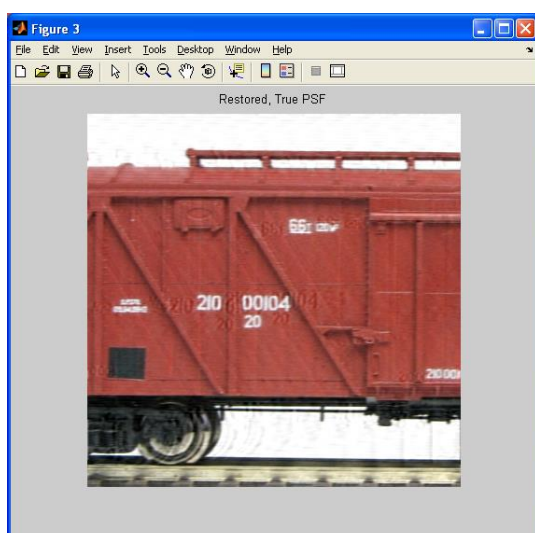 Figure 3
File Edit View Insert Tools Desktop Window Help
Restored, True PSF
210 00104
20